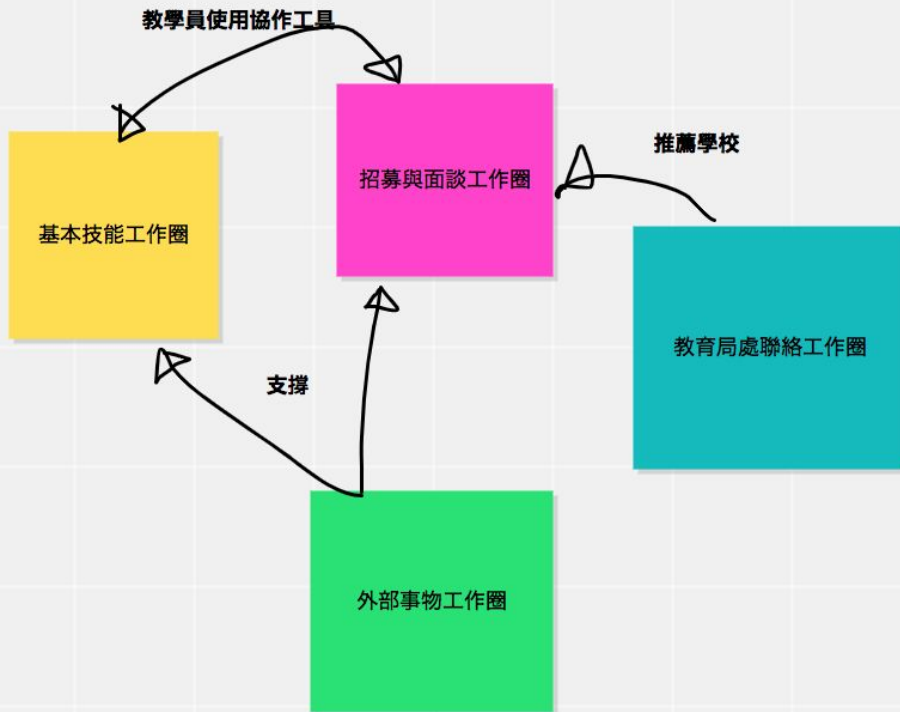 教學員使用協作工具
推薦學校
招募與面談工作圈
基本技能工作圈
教育局處聯絡工作圈
支撐
外部事物工作圈